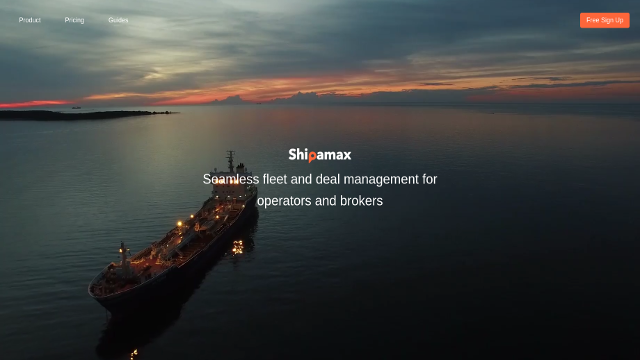 Product
Pricing
Guides
Free Sign Up
Shipamax
Seamless fleet and deal management for
operators and brokers